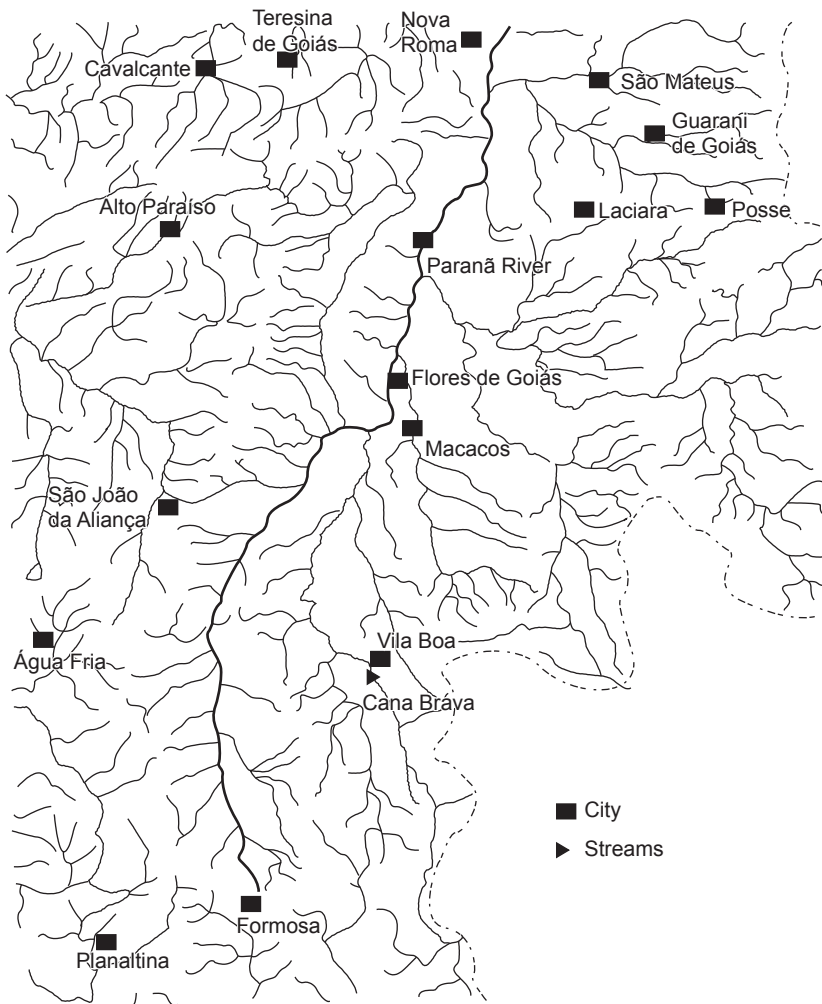 Teresina
de Goiás
Nova
Roma
Cavalcante
São Mateus
Guarani
de Goiás
Alto Paraíso
Laciara
Posse
Paranã River
Flores de Goiás
Macacos
São João
da Aliança
Vila Boa
Água Fria
Cana Brava
City
Streams
Formosa
Planaltina